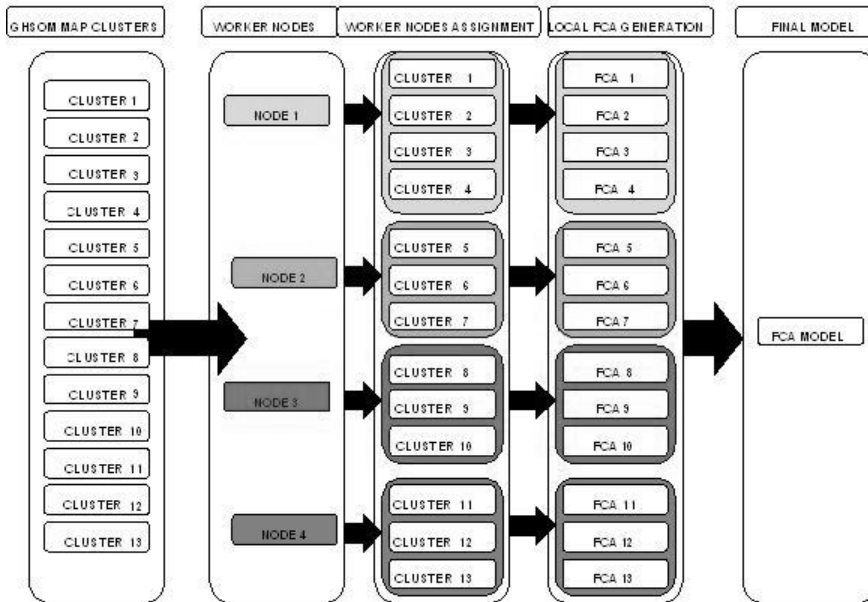 GHSOM MAP CLUSTERS
WORKER NODES
WORKER NODES ASSIGNMENT
LOCAL FCA GENERATION
FINAL MODEL
CLUSTER 1
CLUSTER 2
CLUSTER 3
CLUSTER 4
CLUSTER 5
CLUSTER 6
CLUSTER 7
CLUSTER 8
CLUSTER 9
CLUSTER 10
CLUSTER 11
CLUSTER 12
CLUSTER 13
NODE 1
NODE 2
NODE 3
NODE 4
CLUSTER 1
CLUSTER 2
CLUSTER 3
CLUSTER 4
CLUSTER 5
CLUSTER 6
CLUSTER 7
CLUSTER 8
CLUSTER 9
CLUSTER 10
CLUSTER 11
CLUSTER 12
CLUSTER 13
FCA 1
FCA 2
FCA 3
FCA 4
FCA 5
FCA 6
FCA 7
FCA 8
FCA 9
FCA 10
FCA 11
FCA 12
FCA 13
FCA MODEL